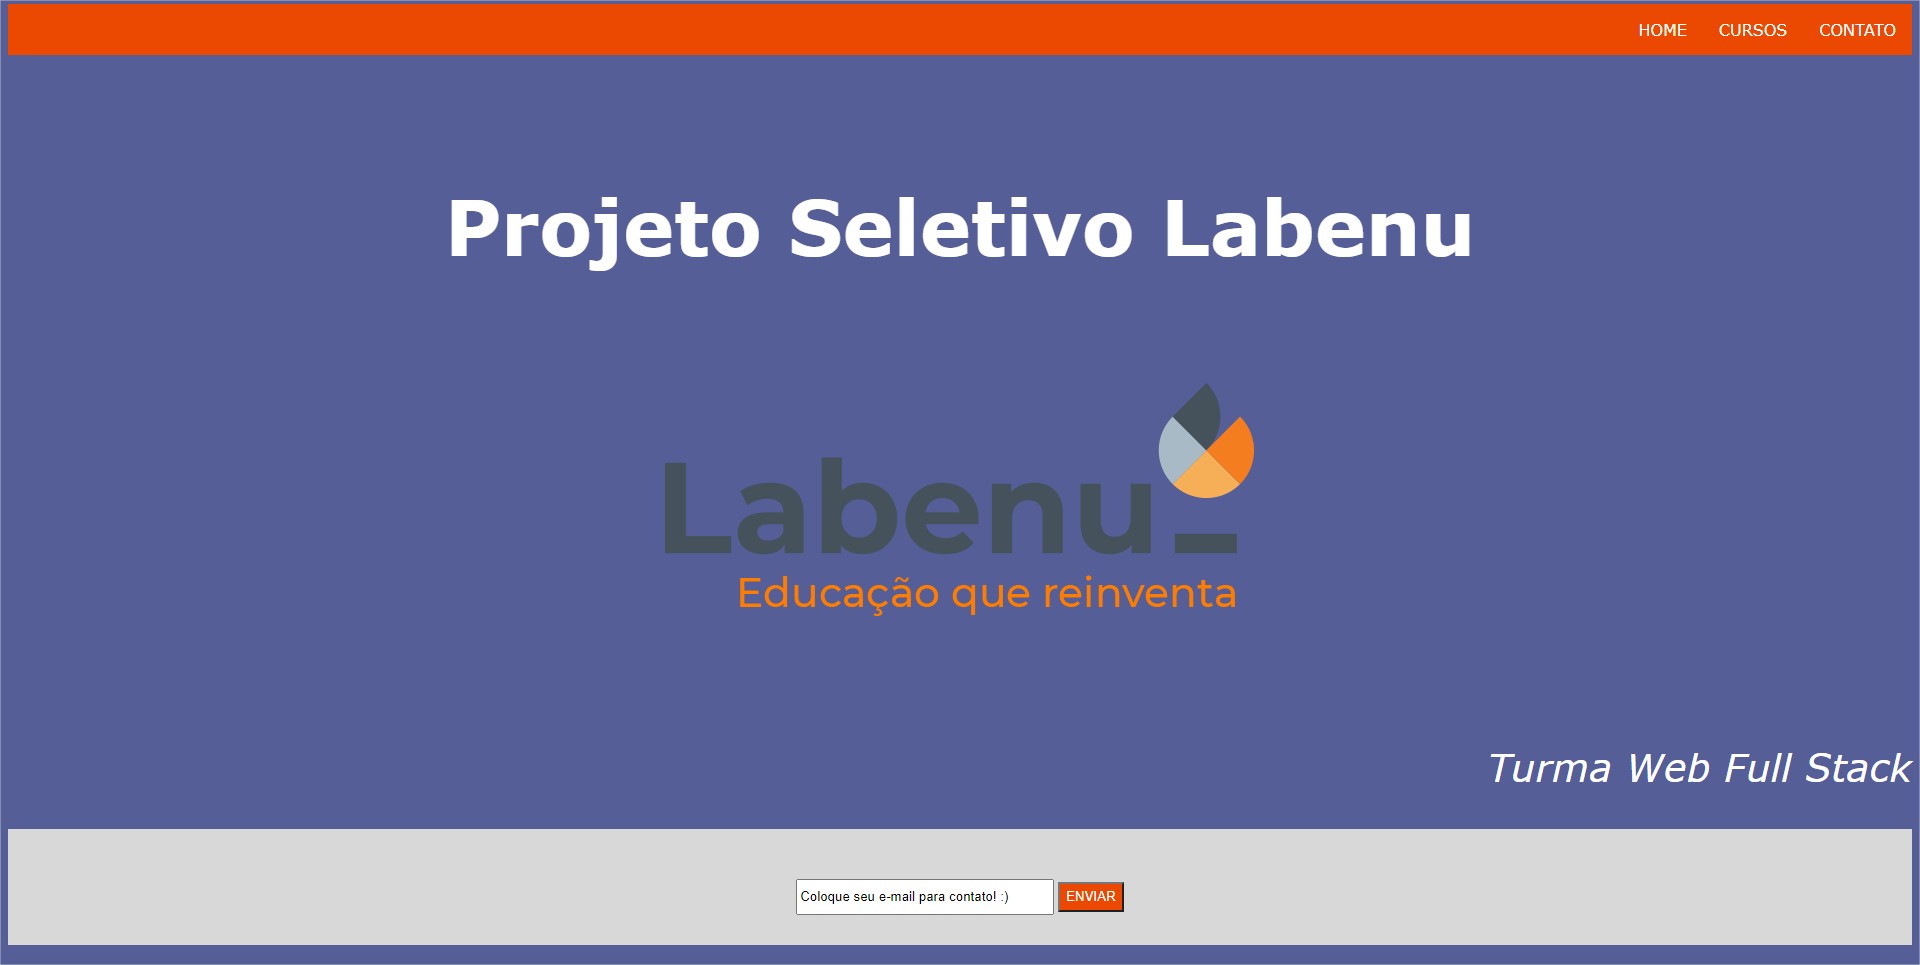 HOME CURSOS CONTATO
Projeto Seletivo Labenu
Labenu_
Educação que reinventa
Turma Web Full Stack
Coloque seu e-mail para contato! :) ENVIAR